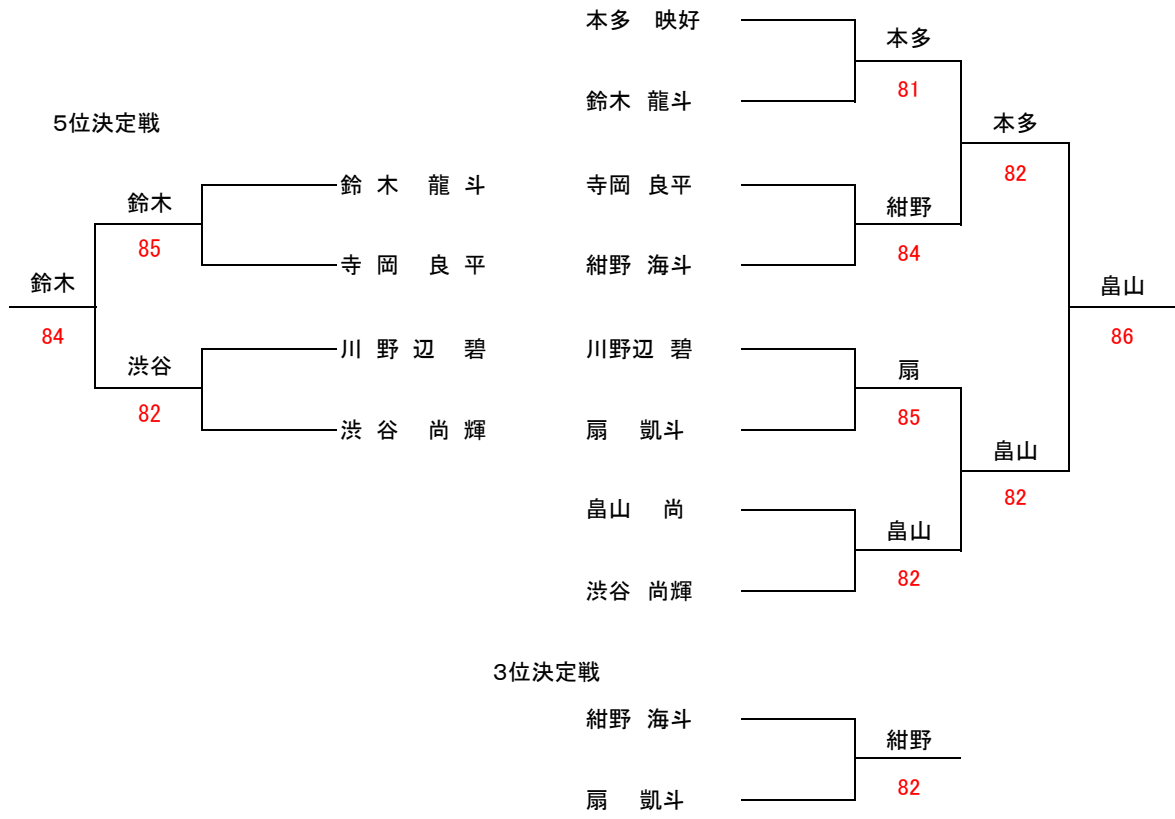 本多 映好
本多
81
鈴木 龍斗
本多
82
寺岡 良平
紺野
84
紺野 海斗
畠山
86
川野辺 碧
扇
85
扇 凱斗
畠山
82
畠山 尚
畠山
82
渋谷 尚輝
5位決定戦
鈴木 龍斗
鈴木
85
寺岡 良平
鈴木
84
川野辺 碧
渋谷
82
渋谷 尚輝
3位決定戦
紺野 海斗
紺野
82
扇 凱斗